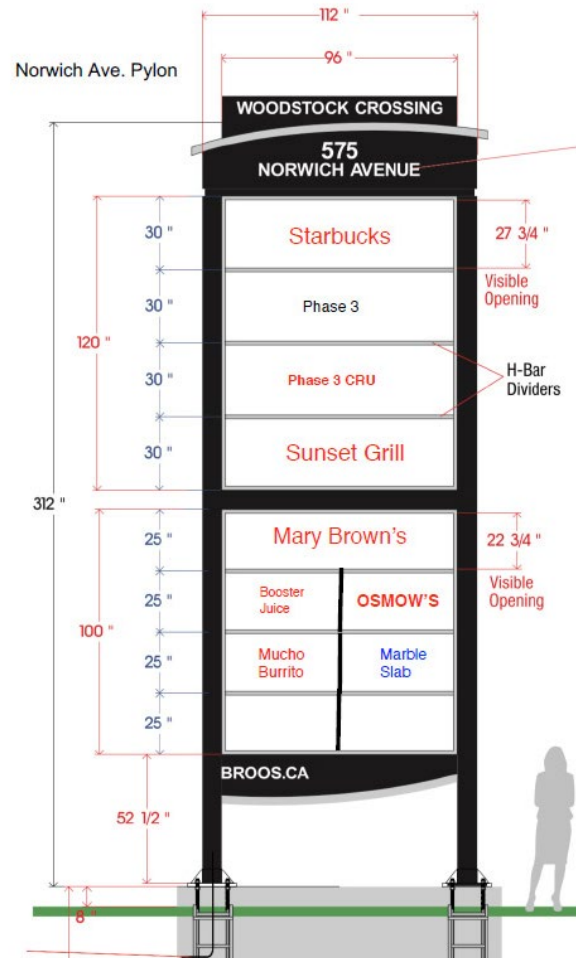 112 "
96 "
Norwich Ave. Pylon
WOODSTOCK CROSSING
575
NORWICH AVENUE
30 "
Starbucks
27 3/4 "
Visible
Opening
30 "
Phase 3
120 "
H-Bar
Dividers
30 "
Phase 3 CRU
30 "
Sunset Grill
312 "
25 "
Mary Brown's
22 3/4 "
Visible
Opening
25 "
Booster
Juice
OSMOW'S
100 "
25 "
Mucho
Burrito
Marble
Slab
25 "
BROOS.CA
52 1/2 "
8 "